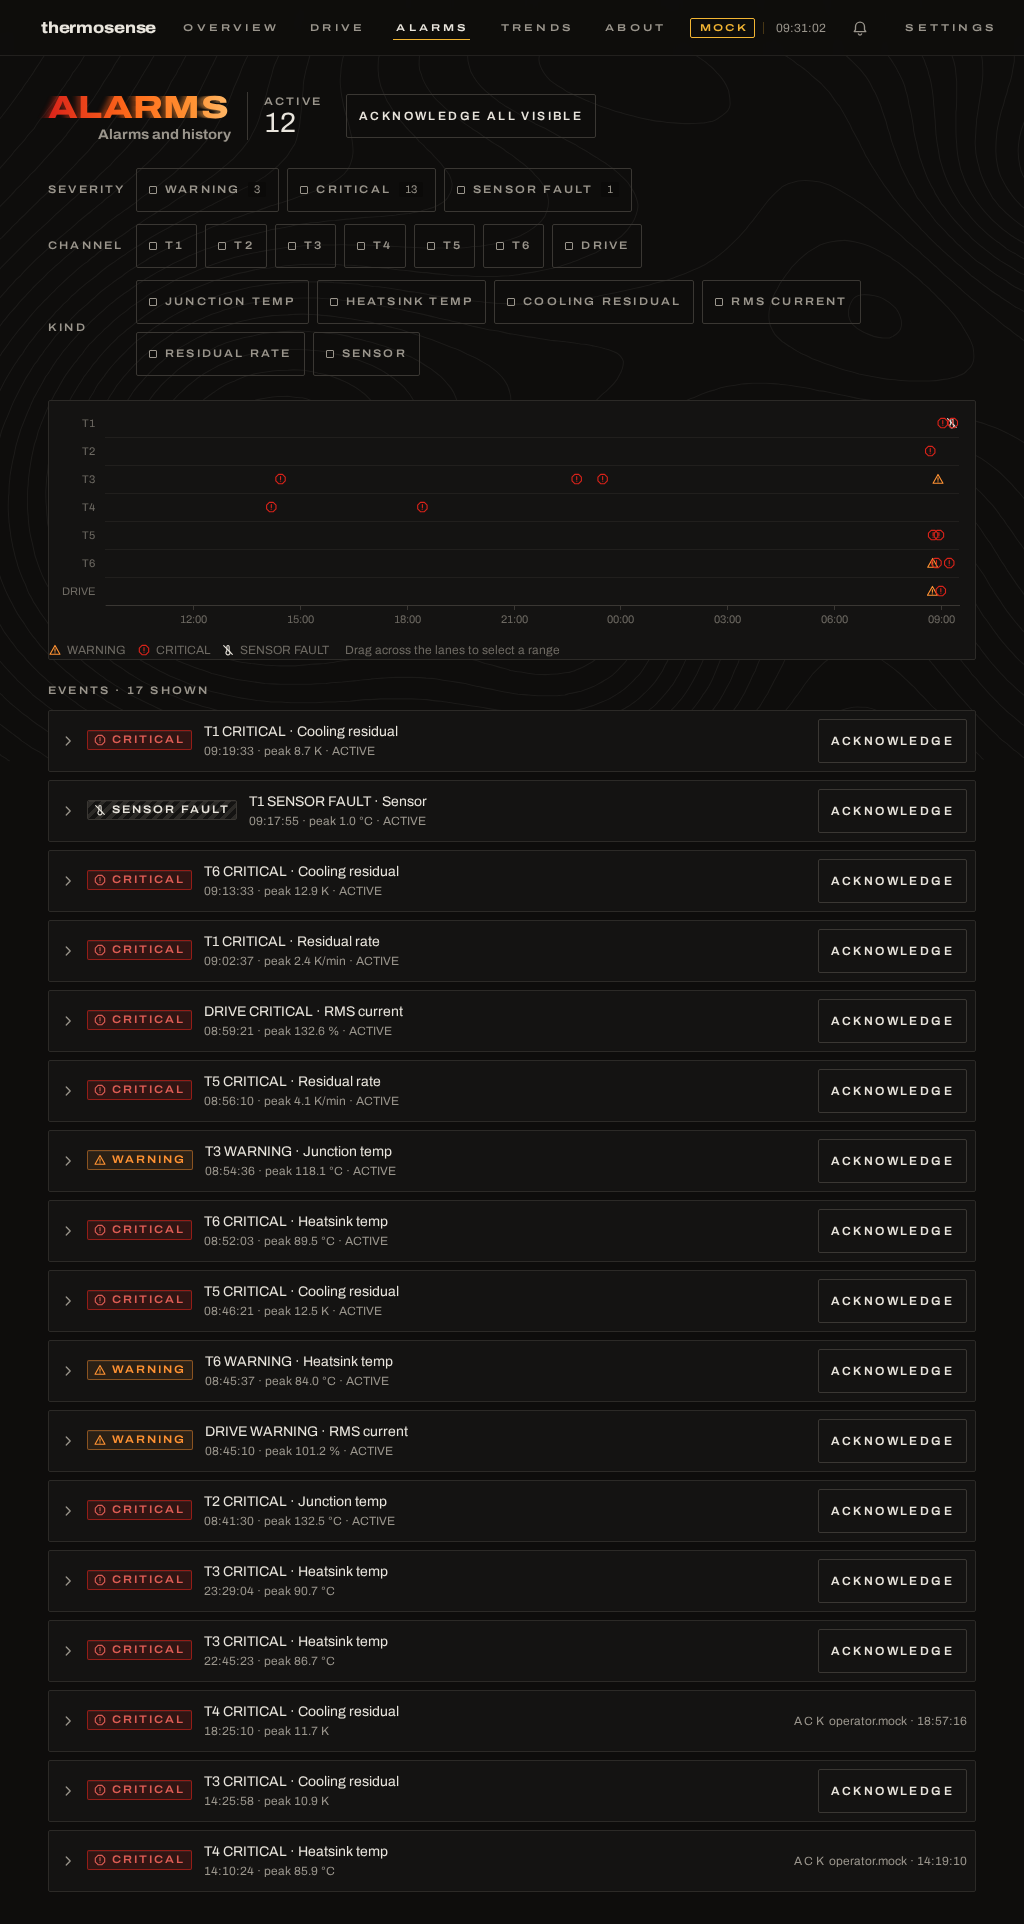 thermosense OVERVIEW DRIVE ALARMS TRENDS ABOUT MOCK 09:31:02 SETTINGS
ALARMS
Alarms and history
ACTIVE
12
ACKNOWLEDGE ALL VISIBLE
SEVERITY WARNING 3 CRITICAL 13 SENSOR FAULT 1
CHANNEL T1 T2 T3 T4 T5 T6 DRIVE
KIND JUNCTION TEMP HEATSINK TEMP COOLING RESIDUAL RMS CURRENT
RESIDUAL RATE SENSOR
T1
T2
T3
T4
T5
T6
DRIVE
12:00 15:00 18:00 21:00 00:00 03:00 06:00 09:00
WARNING CRITICAL SENSOR FAULT Drag across the lanes to select a range
EVENTS · 17 SHOWN
CRITICAL T1 CRITICAL · Cooling residual ACKNOWLEDGE
09:19:33 · peak 8.7 K · ACTIVE
SENSOR FAULT T1 SENSOR FAULT · Sensor ACKNOWLEDGE
09:17:55 · peak 1.0 °C · ACTIVE
CRITICAL T6 CRITICAL · Cooling residual ACKNOWLEDGE
09:13:33 · peak 12.9 K · ACTIVE
CRITICAL T1 CRITICAL · Residual rate ACKNOWLEDGE
09:02:37 · peak 2.4 K/min · ACTIVE
CRITICAL DRIVE CRITICAL · RMS current ACKNOWLEDGE
08:59:21 · peak 132.6 % · ACTIVE
CRITICAL T5 CRITICAL · Residual rate ACKNOWLEDGE
08:56:10 · peak 4.1 K/min · ACTIVE
WARNING T3 WARNING · Junction temp ACKNOWLEDGE
08:54:36 · peak 118.1 °C · ACTIVE
CRITICAL T6 CRITICAL · Heatsink temp ACKNOWLEDGE
08:52:03 · peak 89.5 °C · ACTIVE
CRITICAL T5 CRITICAL · Cooling residual ACKNOWLEDGE
08:46:21 · peak 12.5 K · ACTIVE
WARNING T6 WARNING · Heatsink temp ACKNOWLEDGE
08:45:37 · peak 84.0 °C · ACTIVE
WARNING DRIVE WARNING · RMS current ACKNOWLEDGE
08:45:10 · peak 101.2 % · ACTIVE
CRITICAL T2 CRITICAL · Junction temp ACKNOWLEDGE
08:41:30 · peak 132.5 °C · ACTIVE
CRITICAL T3 CRITICAL · Heatsink temp ACKNOWLEDGE
23:29:04 · peak 90.7 °C
CRITICAL T3 CRITICAL · Heatsink temp ACKNOWLEDGE
22:45:23 · peak 86.7 °C
CRITICAL T4 CRITICAL · Cooling residual ACK operator.mock · 18:57:16
18:25:10 · peak 11.7 K
CRITICAL T3 CRITICAL · Cooling residual ACKNOWLEDGE
14:25:58 · peak 10.9 K
CRITICAL T4 CRITICAL · Heatsink temp ACK operator.mock · 14:19:10
14:10:24 · peak 85.9 °C